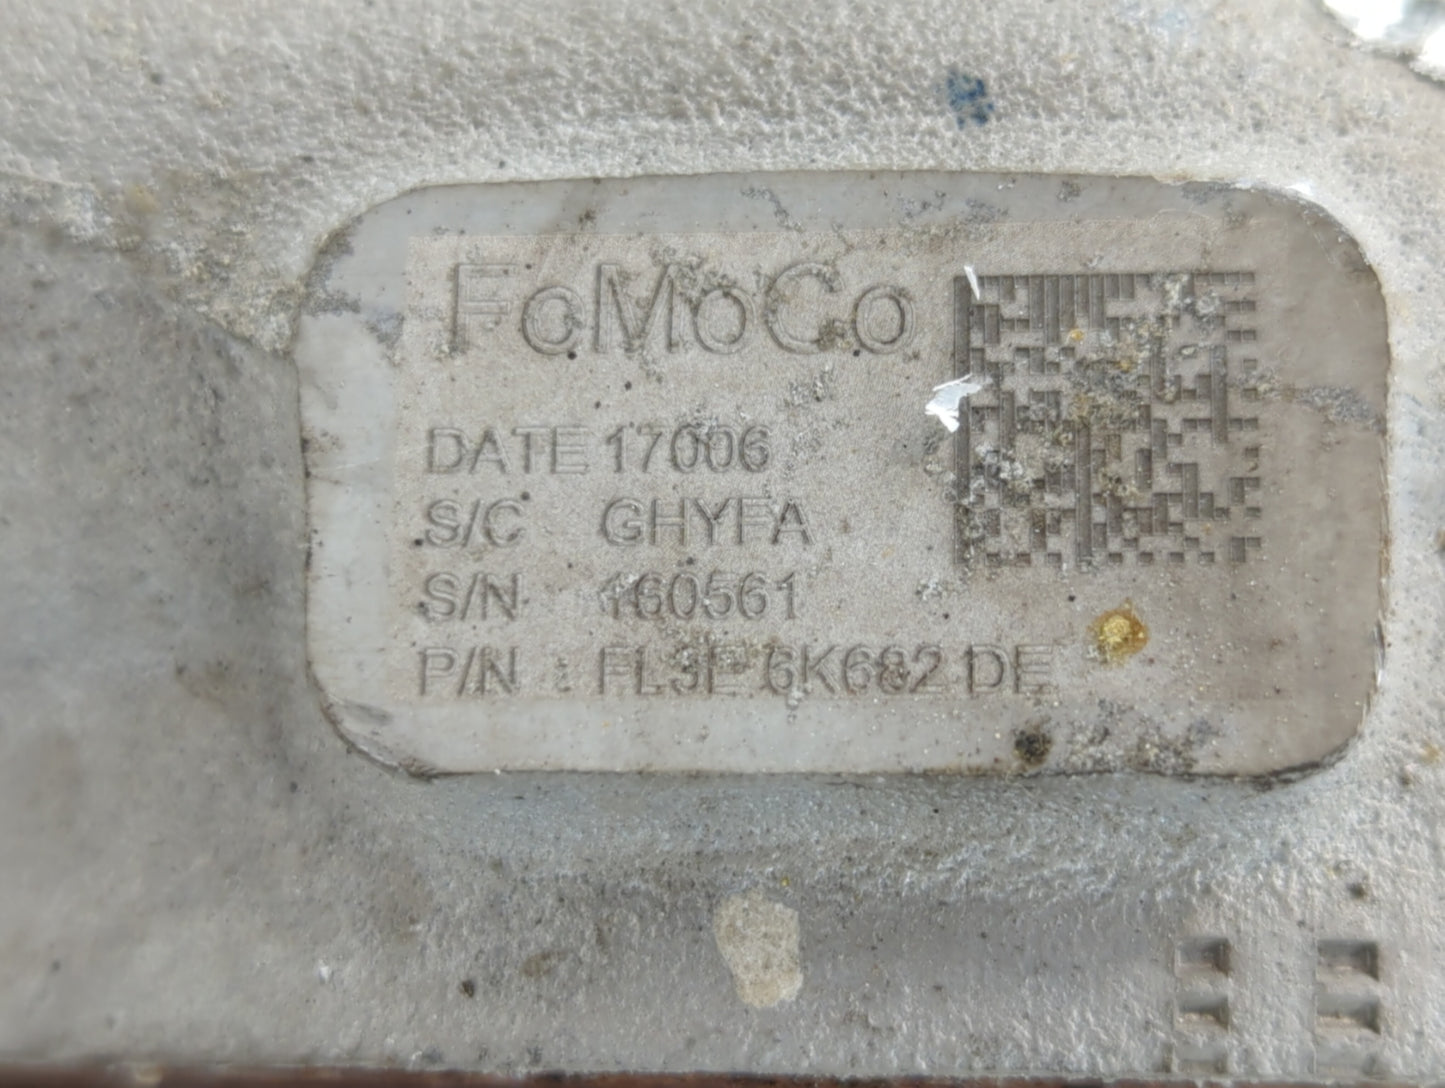 FoMoCo
DATE 17006
S/C GHYFA
S/N 160561
P/N : FL3E 6K682 DE